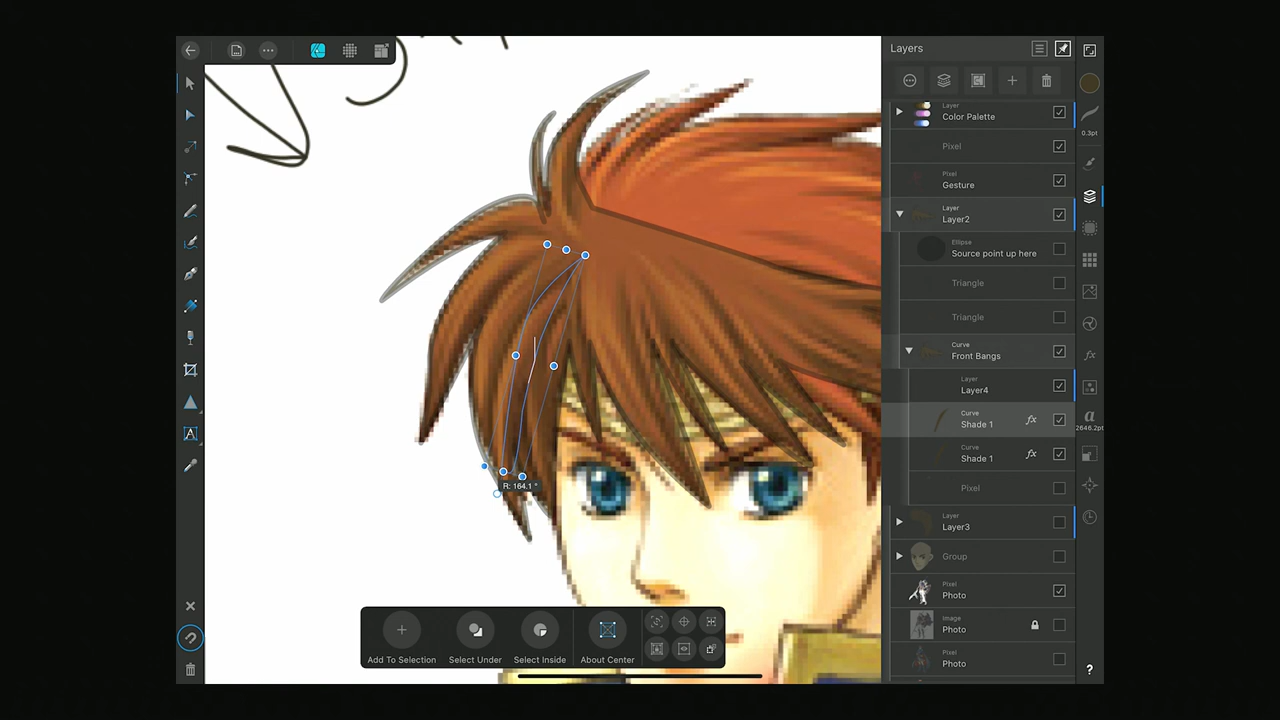 Layers
Layer
Color Palette
0.3pt
Pixel
Pixel
Gesture
Layer
Layer2
Ellipse
Source point up here
Triangle
Triangle
Curve
Front Bangs
Layer
Layer4
Curve
Shade 1
fx
a
2646.2pt
Curve
Shade 1
fx
Pixel
R: 164.1 °
Layer
Layer3
Group
Pixel
Photo
Image
Photo
Pixel
Photo
Add To Selection
Select Under
Select Inside
About Center
?